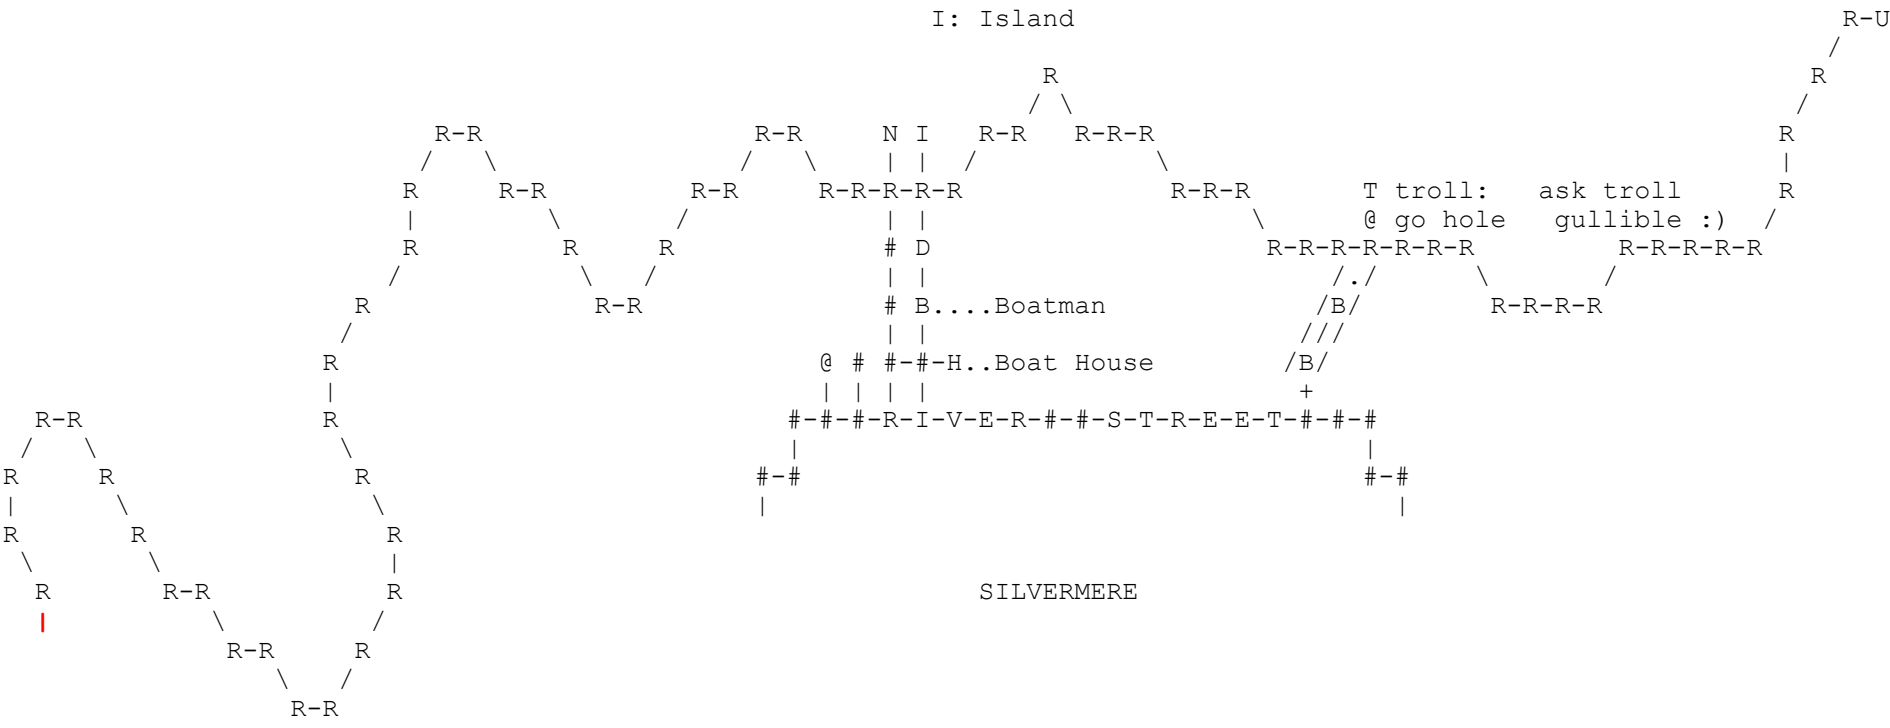 I: Island R-U
/
R R
/ \ /
R-R R-R N I R-R R-R-R R
/ \ / \ | | / \ |
R R-R R-R R-R-R-R-R R-R-R T troll: ask troll R
| \ / | | \ @ go hole gullible :) /
R R R # D R-R-R-R-R-R-R R-R-R-R-R
/ \ / | | /./ \ /
R R-R # B....Boatman /B/ R-R-R-R
/ | | ///
R @ # #-#-H..Boat House /B/
| | | | | +
R-R R #-#-#-R-I-V-E-R-#-#-S-T-R-E-E-T-#-#-#
/ \ \ | |
R R R #-# #-#
| \ \ | |
R R R
\ \ |
R R-R R SILVERMERE
| \ /
R-R R
\ /
R-R